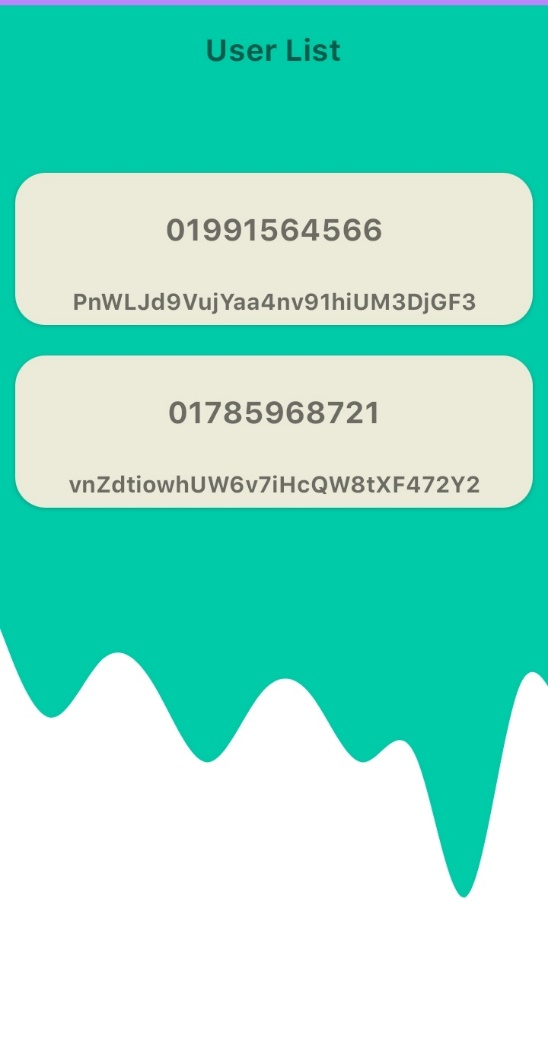 User List
01991564566
PnWLJd9VujYaa4nv91hiUM3DjGF3
01785968721
vnZdtiowhUW6v7iHcQW8tXF472Y2